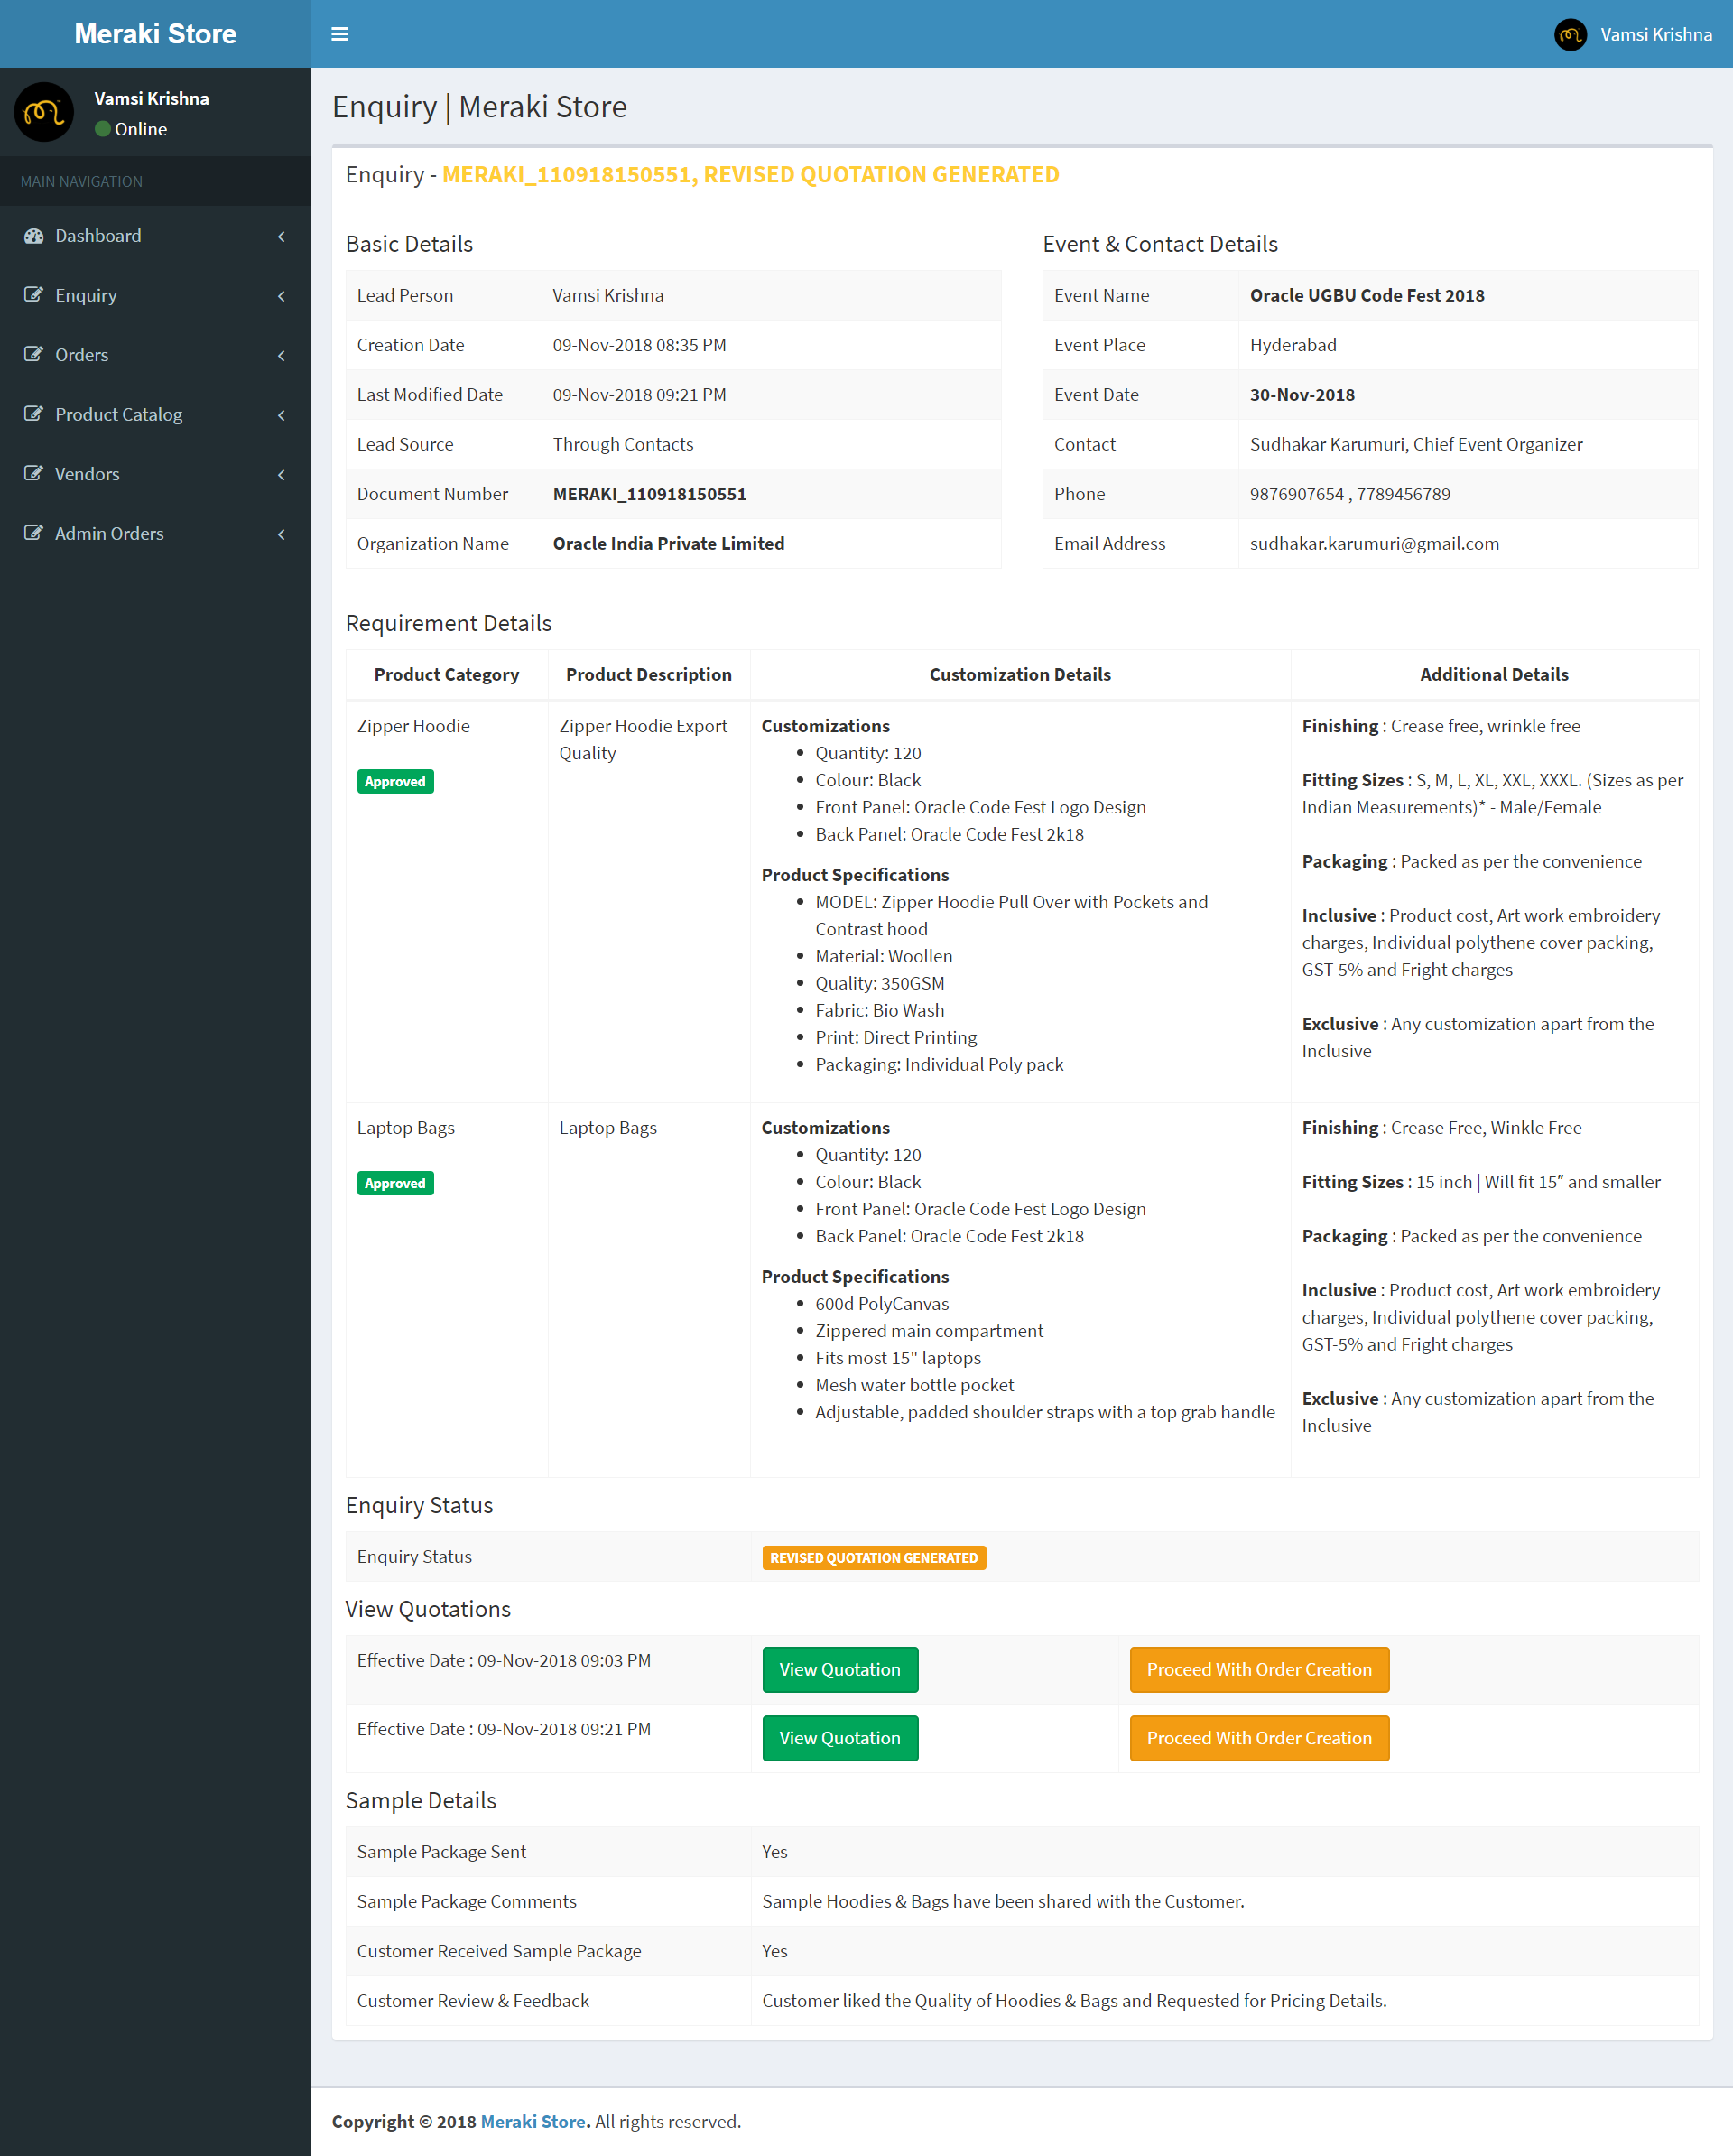 Meraki Store
Vamsi Krishna
Vamsi Krishna
Online
MAIN NAVIGATION
Dashboard
Enquiry
Orders
Product Catalog
Vendors
Admin Orders
Enquiry | Meraki Store
Enquiry - MERAKI_110918150551, REVISED QUOTATION GENERATED
Basic Details
Lead Person Vamsi Krishna
Creation Date 09-Nov-2018 08:35 PM
Last Modified Date 09-Nov-2018 09:21 PM
Lead Source Through Contacts
Document Number MERAKI_110918150551
Organization Name Oracle India Private Limited
Event & Contact Details
Event Name Oracle UGBU Code Fest 2018
Event Place Hyderabad
Event Date 30-Nov-2018
Contact Sudhakar Karumuri, Chief Event Organizer
Phone 9876907654 , 7789456789
Email Address sudhakar.karumuri@gmail.com
Requirement Details
Product Category Product Description Customization Details Additional Details
Zipper Hoodie
Approved
Zipper Hoodie Export
Quality
Customizations
Quantity: 120
Colour: Black
Front Panel: Oracle Code Fest Logo Design
Back Panel: Oracle Code Fest 2k18
Product Specifications
MODEL: Zipper Hoodie Pull Over with Pockets and
Contrast hood
Material: Woollen
Quality: 350GSM
Fabric: Bio Wash
Print: Direct Printing
Packaging: Individual Poly pack
Finishing : Crease free, wrinkle free
Fitting Sizes : S, M, L, XL, XXL, XXXL. (Sizes as per
Indian Measurements)* - Male/Female
Packaging : Packed as per the convenience
Inclusive : Product cost, Art work embroidery
charges, Individual polythene cover packing,
GST-5% and Fright charges
Exclusive : Any customization apart from the
Inclusive
Laptop Bags
Approved
Laptop Bags
Customizations
Quantity: 120
Colour: Black
Front Panel: Oracle Code Fest Logo Design
Back Panel: Oracle Code Fest 2k18
Product Specifications
600d PolyCanvas
Zippered main compartment
Fits most 15" laptops
Mesh water bottle pocket
Adjustable, padded shoulder straps with a top grab handle
Finishing : Crease Free, Winkle Free
Fitting Sizes : 15 inch | Will fit 15″ and smaller
Packaging : Packed as per the convenience
Inclusive : Product cost, Art work embroidery
charges, Individual polythene cover packing,
GST-5% and Fright charges
Exclusive : Any customization apart from the
Inclusive
Enquiry Status
Enquiry Status REVISED QUOTATION GENERATED
View Quotations
Effective Date : 09-Nov-2018 09:03 PM View Quotation Proceed With Order Creation
Effective Date : 09-Nov-2018 09:21 PM View Quotation Proceed With Order Creation
Sample Details
Sample Package Sent Yes
Sample Package Comments Sample Hoodies & Bags have been shared with the Customer.
Customer Received Sample Package Yes
Customer Review & Feedback Customer liked the Quality of Hoodies & Bags and Requested for Pricing Details.
Copyright © 2018 Meraki Store. All rights reserved.